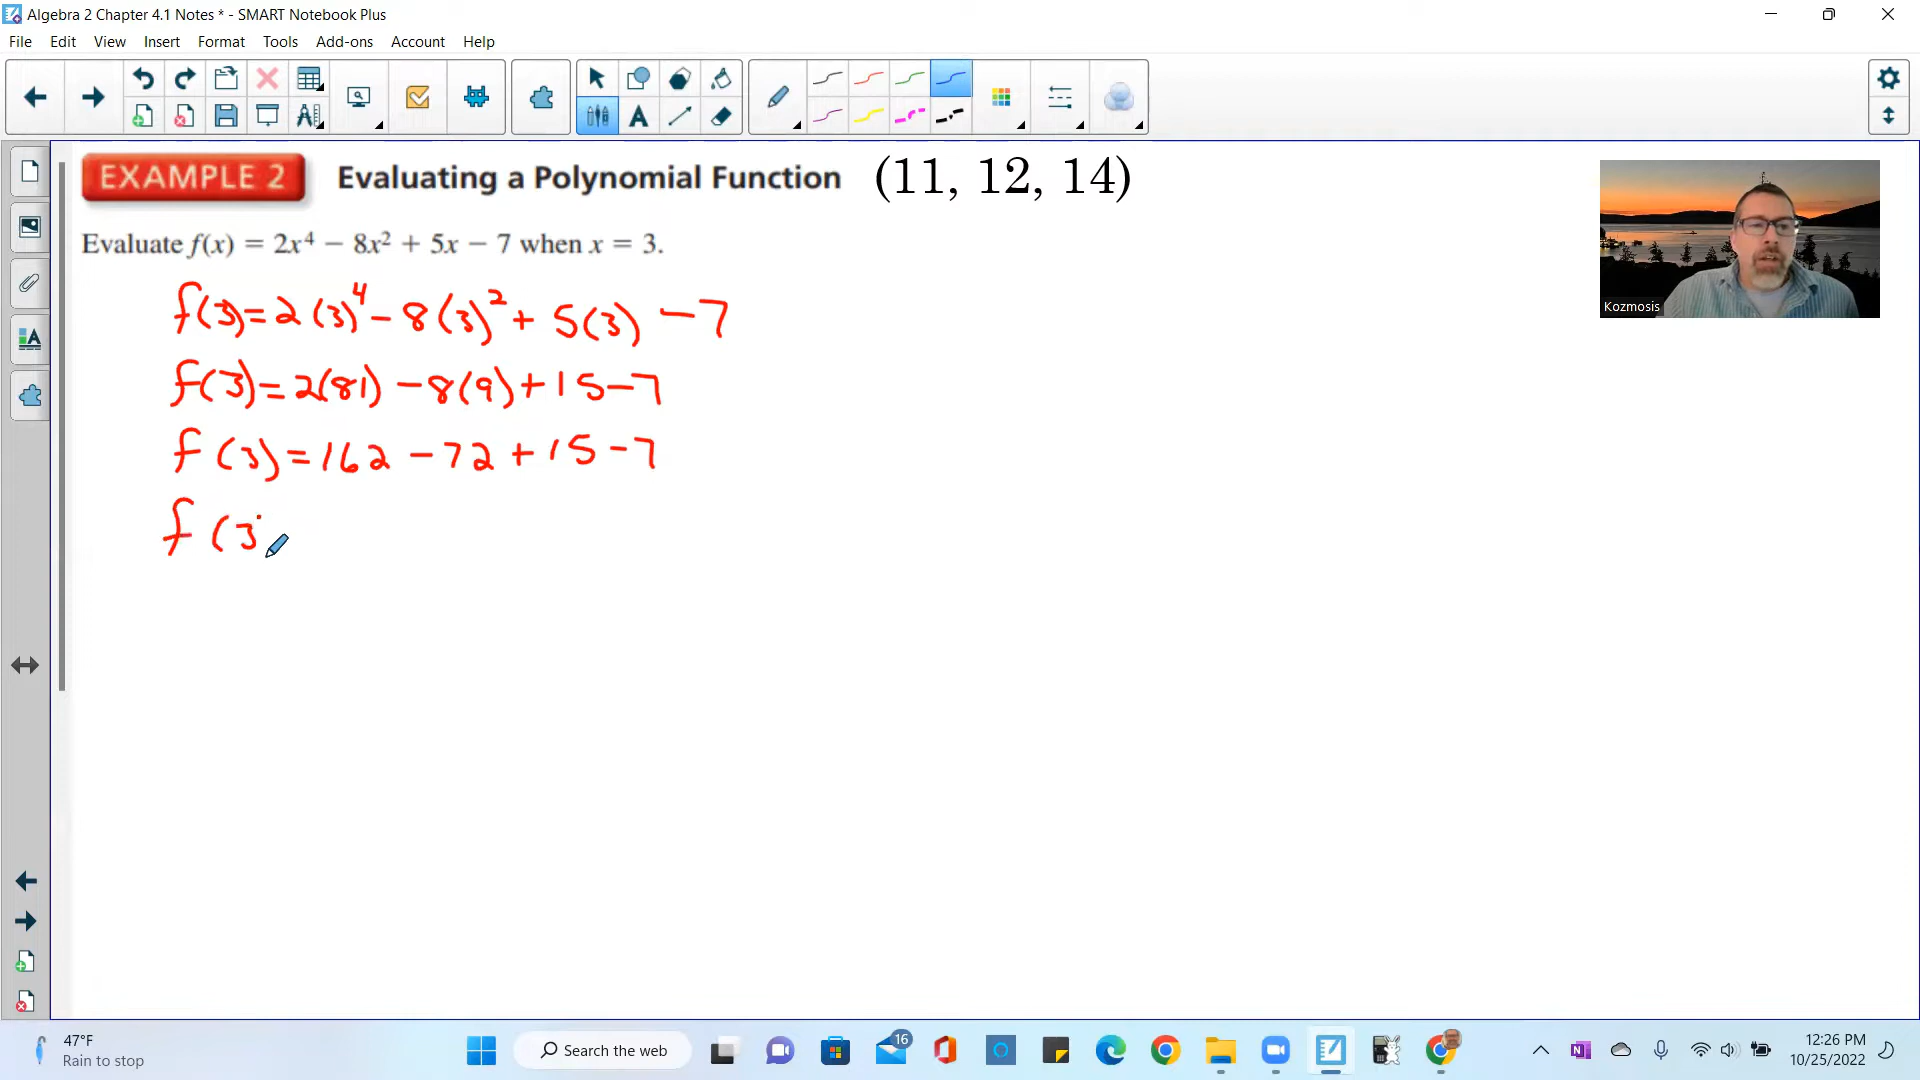 Algebra 2 Chapter 4.1 Notes * - SMART Notebook Plus
File Edit View Insert Format Tools Add-ons Account Help
EXAMPLE 2 Evaluating a Polynomial Function (11, 12, 14)
Evaluate f(x) = 2x⁴ − 8x² + 5x − 7 when x = 3.
f(3)=2(3)⁴-8(3)²+5(3)-7
f(3)=2(81)-8(9)+15-7
f(3)=162-72+15-7
f(3
Kozmosis
47°F
Rain to stop
Search the web
16
12:26 PM
10/25/2022